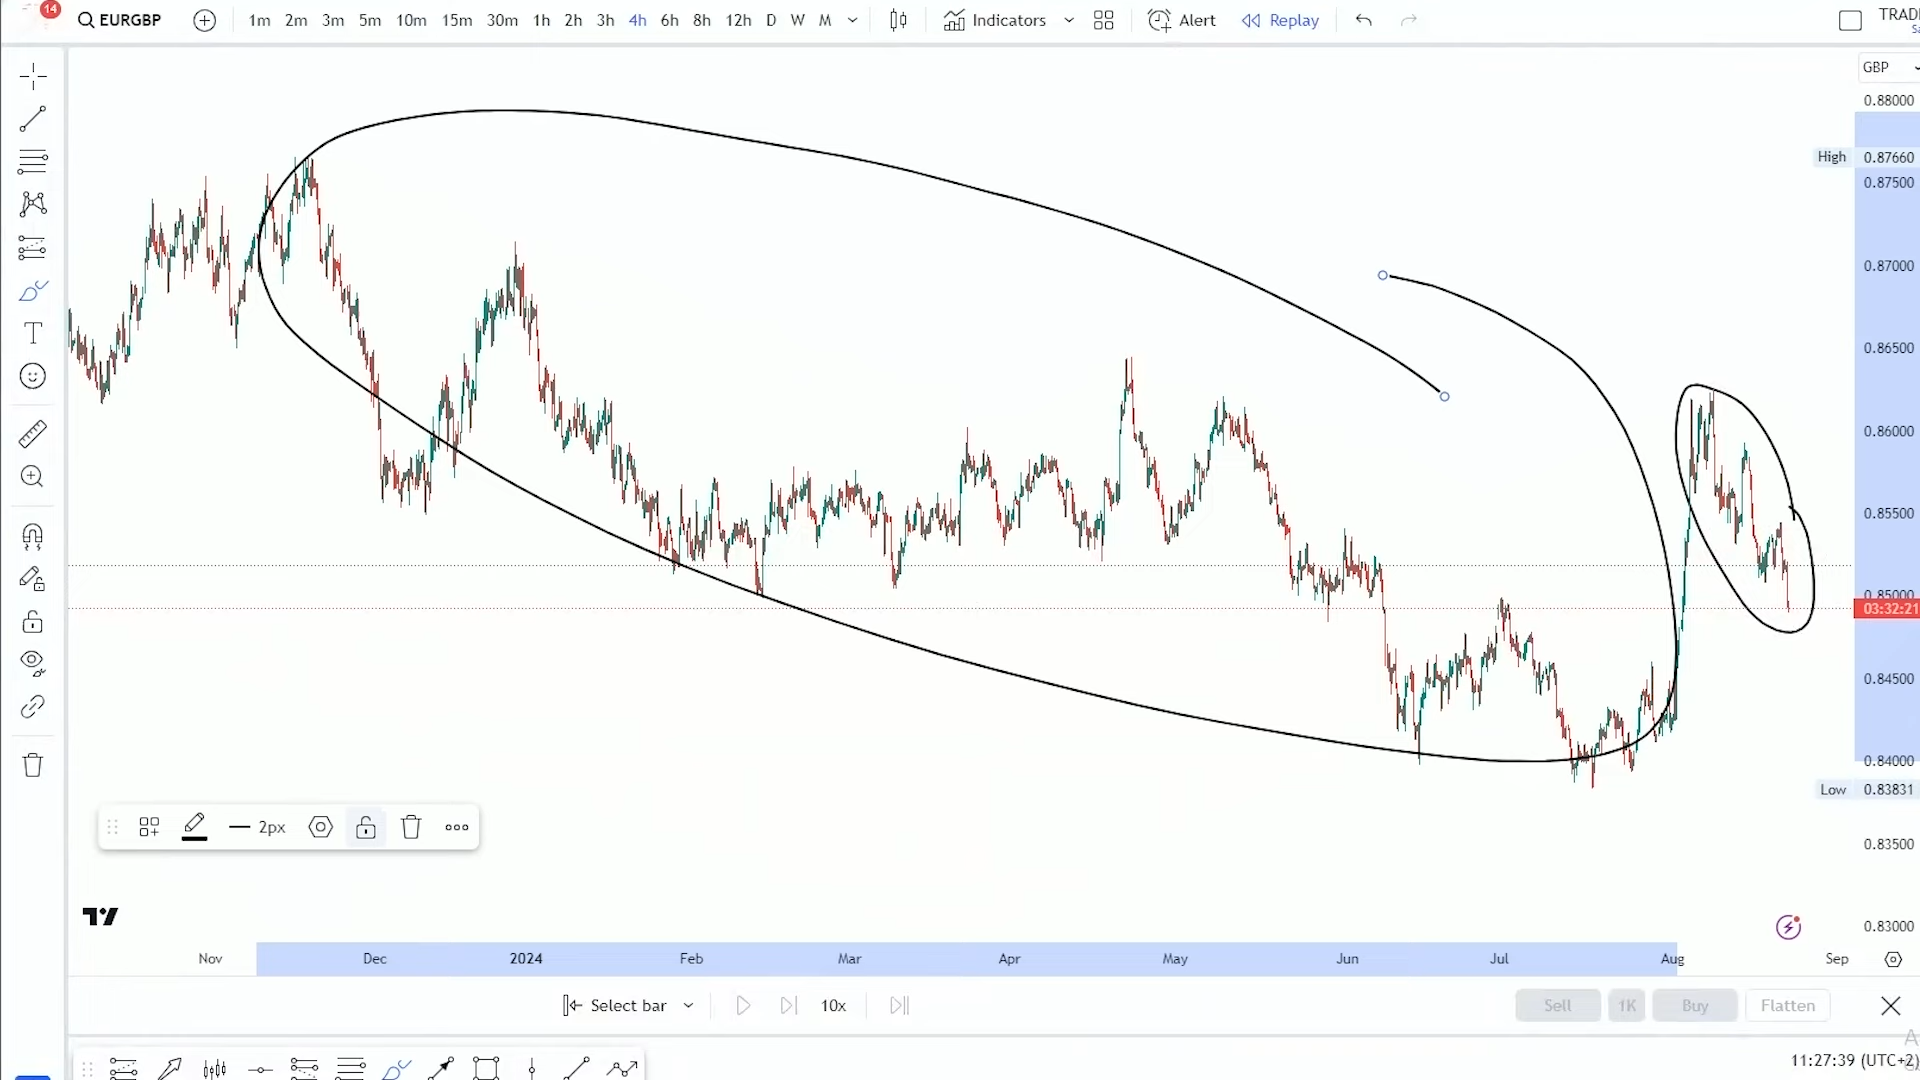 14
EURGBP 1m 2m 3m 5m 10m 15m 30m 1h 2h 3h 4h 6h 8h 12h D W M Indicators Alert Replay
GBP
0.88000
High 0.87660
0.87500
0.87000
0.86500
0.86000
0.85500
0.85000
03:32:21
0.84500
0.84000
Low 0.83831
0.83500
0.83000
2px
Nov Dec 2024 Feb Mar Apr May Jun Jul Aug Sep
Select bar 10x Sell 1K Buy Flatten
11:27:39 (UTC+2)